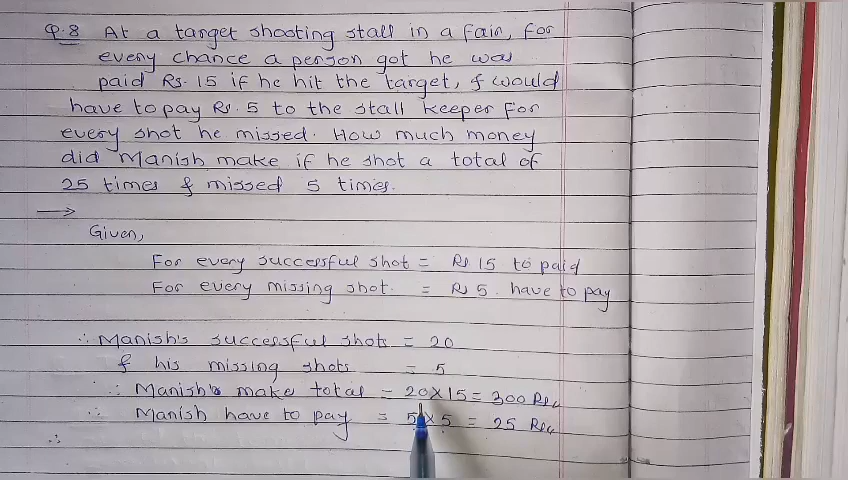 Q.8 At a target shooting stall in a fair, for
every chance a person got he was
paid Rs. 15 if he hit the target, & would
have to pay Rs. 5 to the stall keeper for
every shot he missed. How much money
did Manish make if he shot a total of
25 times & missed 5 times.
→
Given,
For every successful shot = Rs 15 to paid
For every missing shot. = Rs 5. have to pay
∴ Manish's successful shots = 20
& his missing shots = 5
∴ Manish's make total = 20 × 15 = 300 Rs.
∴ Manish have to pay = 5 × 5 = 25 Rs.
∴